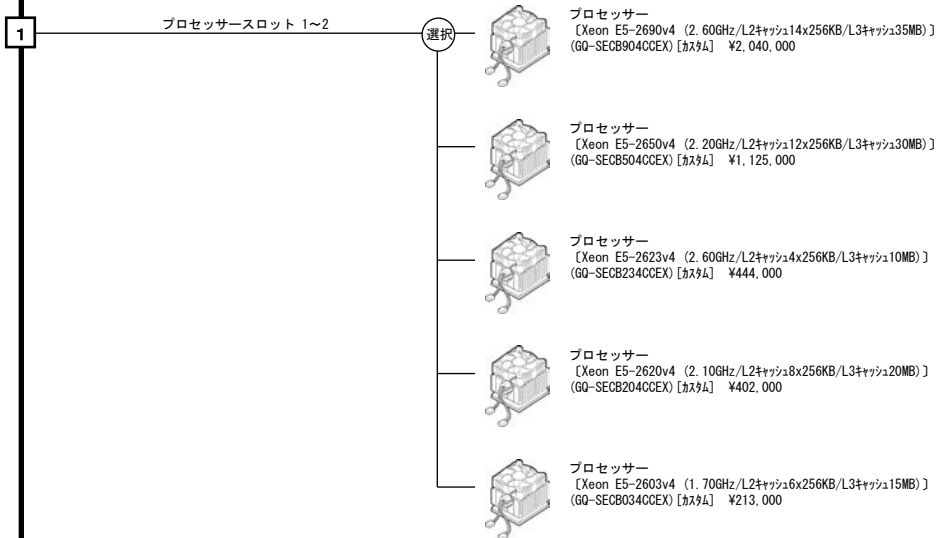 1
プロセッサースロット 1～2
選択
プロセッサー
〔Xeon E5-2690v4 (2.60GHz/L2ｷｬｯｼｭ14x256KB/L3ｷｬｯｼｭ35MB)〕
(GQ-SECB904CCEX)[ｶｽﾀﾑ] ¥2,040,000
プロセッサー
〔Xeon E5-2650v4 (2.20GHz/L2ｷｬｯｼｭ12x256KB/L3ｷｬｯｼｭ30MB)〕
(GQ-SECB504CCEX)[ｶｽﾀﾑ] ¥1,125,000
プロセッサー
〔Xeon E5-2623v4 (2.60GHz/L2ｷｬｯｼｭ4x256KB/L3ｷｬｯｼｭ10MB)〕
(GQ-SECB234CCEX)[ｶｽﾀﾑ] ¥444,000
プロセッサー
〔Xeon E5-2620v4 (2.10GHz/L2ｷｬｯｼｭ8x256KB/L3ｷｬｯｼｭ20MB)〕
(GQ-SECB204CCEX)[ｶｽﾀﾑ] ¥402,000
プロセッサー
〔Xeon E5-2603v4 (1.70GHz/L2ｷｬｯｼｭ6x256KB/L3ｷｬｯｼｭ15MB)〕
(GQ-SECB034CCEX)[ｶｽﾀﾑ] ¥213,000